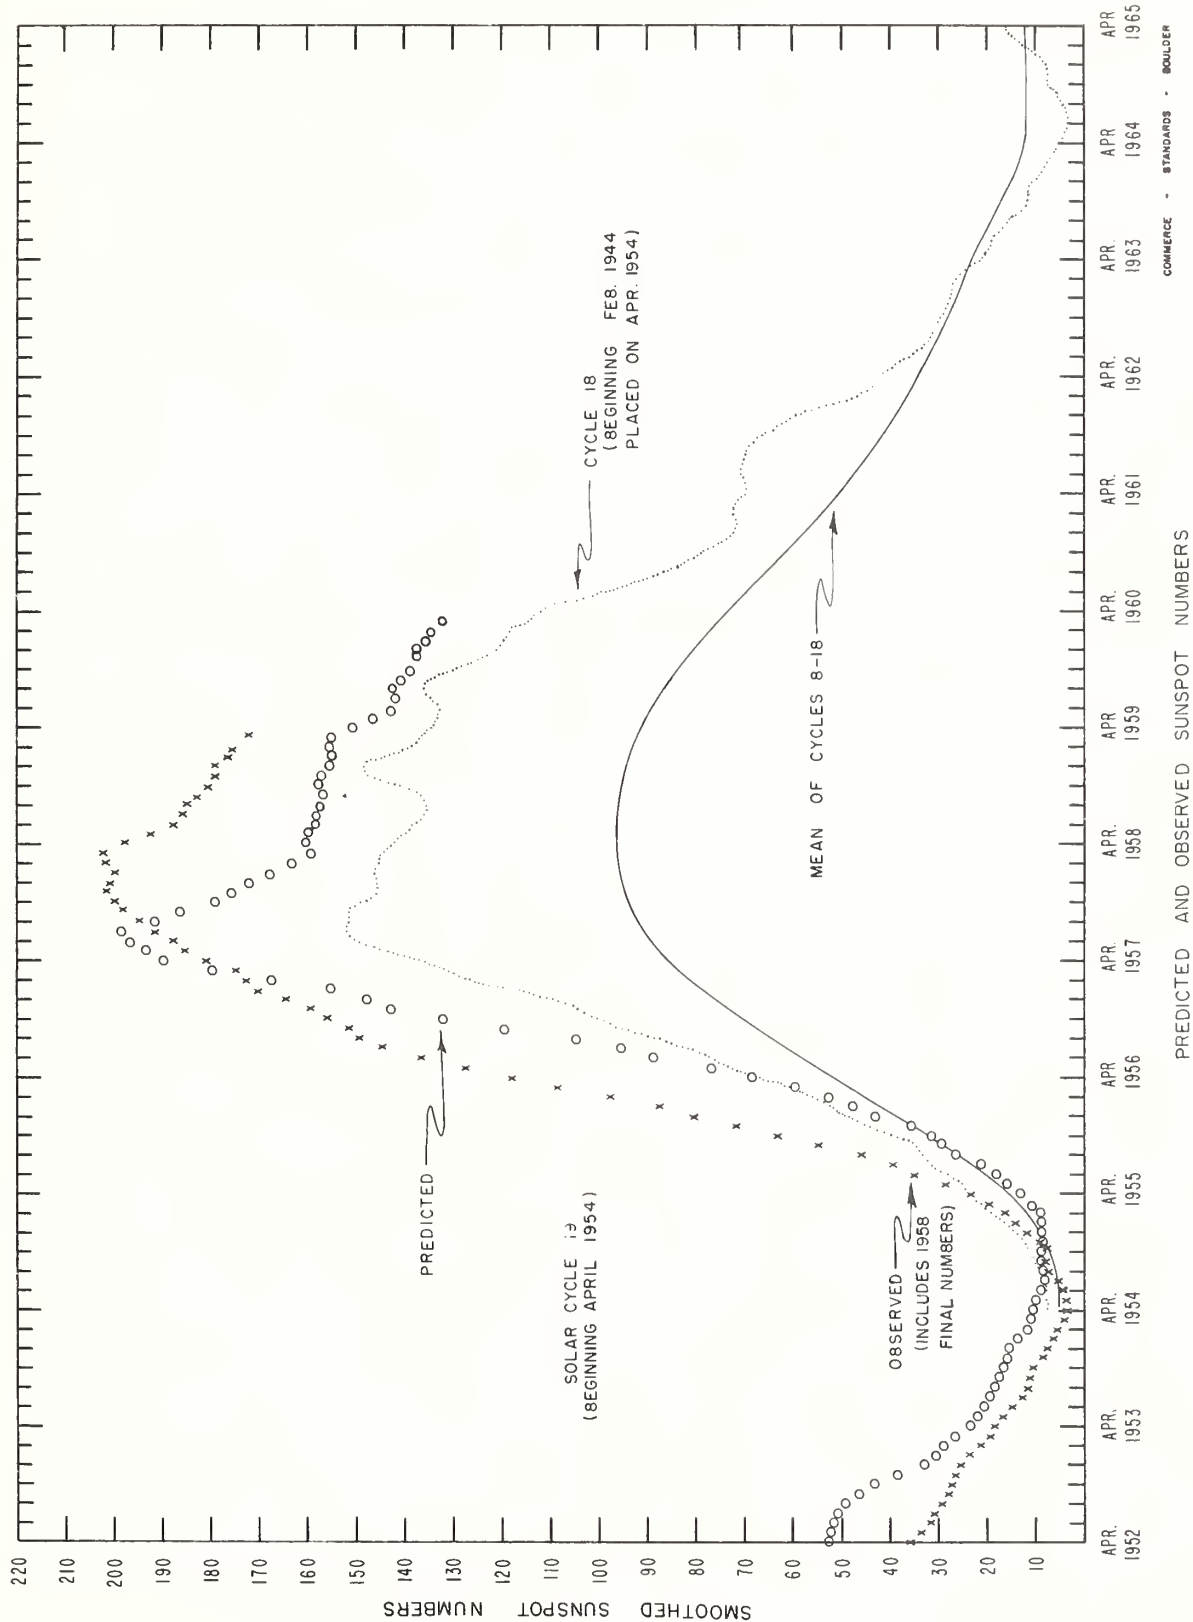 SMOOTHED SUNSPOT NUMBERS
220
210
200
190
180
170
160
150
140
130
120
110
100
90
80
70
60
50
40
30
20
10
PREDICTED
SOLAR CYCLE 19
(BEGINNING APRIL 1954)
OBSERVED
(INCLUDES 1958
FINAL NUMBERS)
CYCLE 18
(BEGINNING FEB. 1944
PLACED ON APR. 1954)
MEAN OF CYCLES 8-18
APR. APR. APR. APR. APR APR. APR. APR APR. APR. APR. APR. APR APR
1952 1953 1954 1955 1956 1957 1958 1959 1960 1961 1962 1963 1964 1965
COMMERCE - STANDARDS - BOULDER
PREDICTED AND OBSERVED SUNSPOT NUMBERS